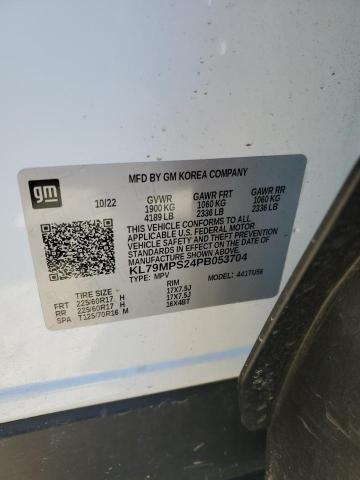 gm
MFD BY GM KOREA COMPANY
10/22 GVWR GAWR FRT GAWR RR
1900 KG 1060 KG 1060 KG
4189 LB 2336 LB 2336 LB
THIS VEHICLE CONFORMS TO ALL
APPLICABLE U.S. FEDERAL MOTOR
VEHICLE SAFETY, BUMPER, AND THEFT
PREVENTION STANDARDS IN EFFECT ON
THE DATE OF MANUFACTURE SHOWN ABOVE.
KL79MPS24PB053704
TYPE: MPV MODEL: 441TU56
TIRE SIZE RIM
FRT 225/60R17 H 17X7.5J
RR 225/60R17 H 17X7.5J
SPA T125/70R16 M 16X4BT